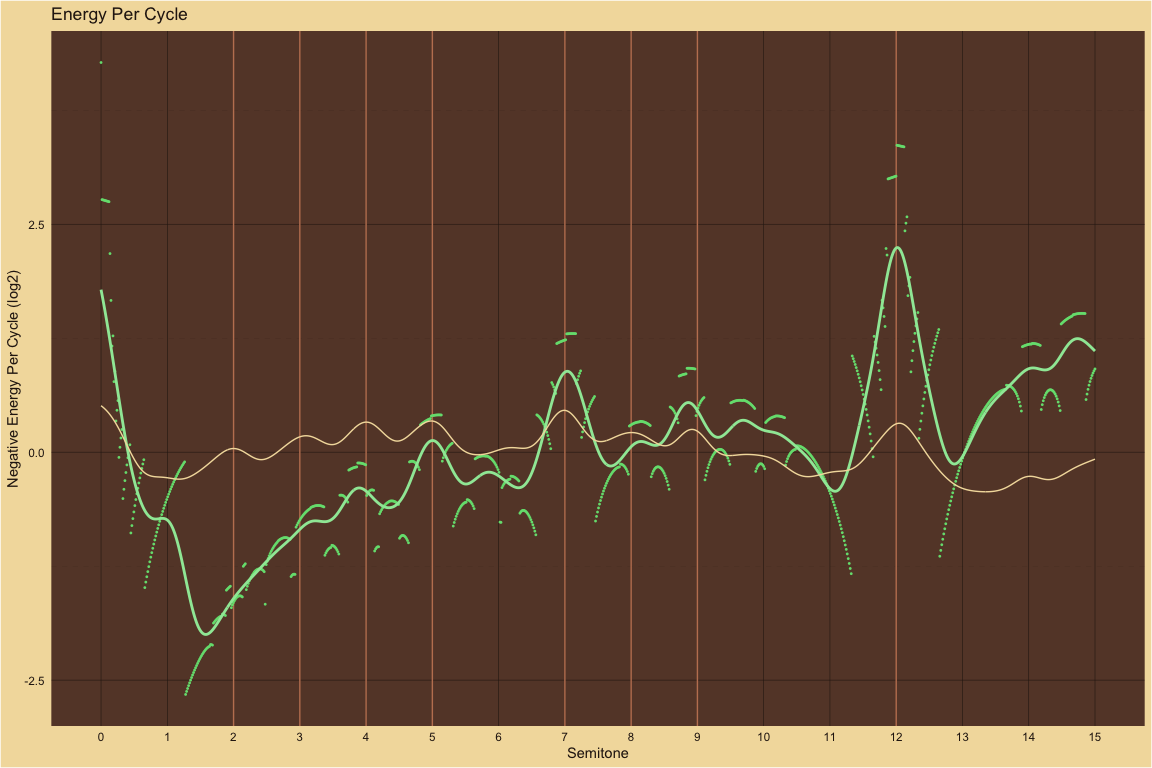 Energy Per Cycle
Negative Energy Per Cycle (log2)
2.5
0.0
-2.5
0 1 2 3 4 5 6 7 8 9 10 11 12 13 14 15
Semitone